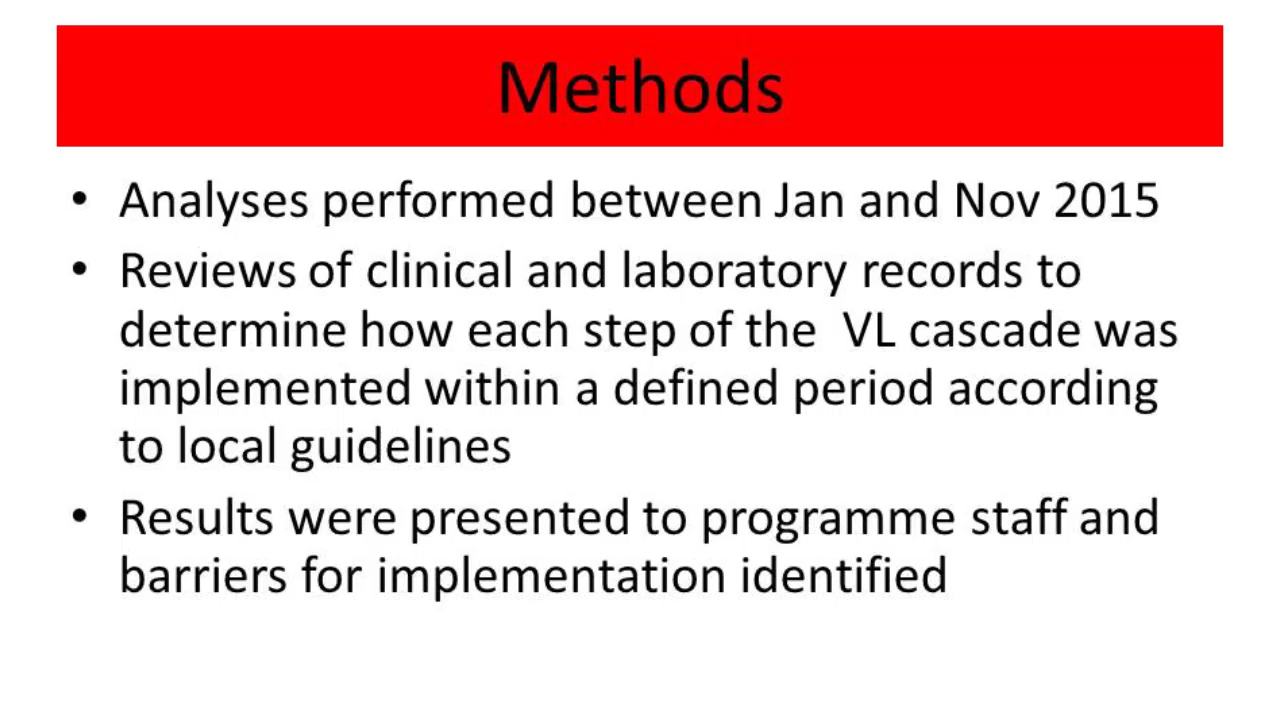 Methods
• Analyses performed between Jan and Nov 2015
• Reviews of clinical and laboratory records to
determine how each step of the  VL cascade was
implemented within a defined period according
to local guidelines
• Results were presented to programme staff and
barriers for implementation identified